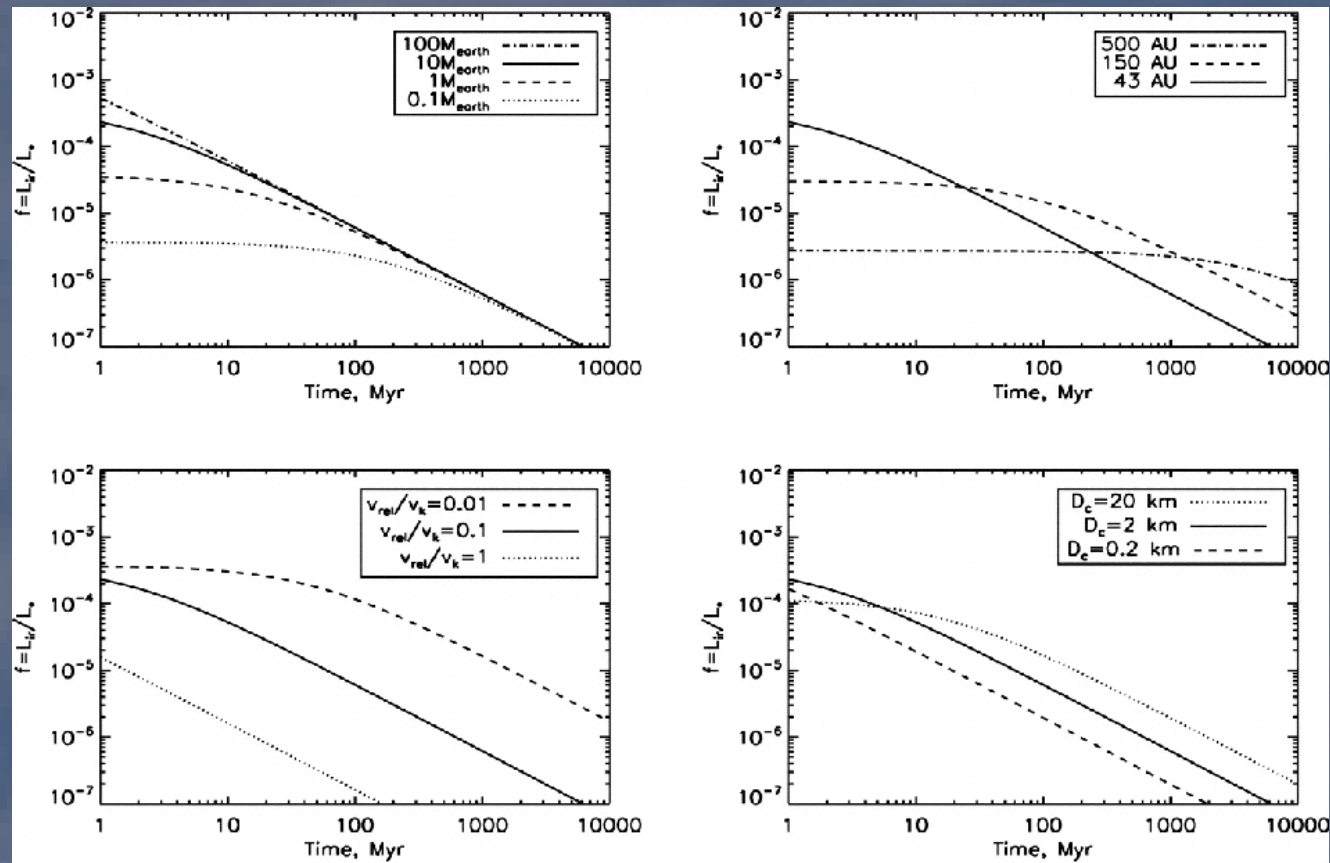 10⁻²
10⁻³
10⁻⁴
10⁻⁵
10⁻⁶
10⁻⁷
f=L_ir/L_*
100M_earth
10M_earth
1M_earth
0.1M_earth
1 10 100 1000 10000
Time, Myr
10⁻²
10⁻³
10⁻⁴
10⁻⁵
10⁻⁶
10⁻⁷
f=L_ir/L_*
500 AU
150 AU
43 AU
1 10 100 1000 10000
Time, Myr
10⁻²
10⁻³
10⁻⁴
10⁻⁵
10⁻⁶
10⁻⁷
f=L_ir/L_*
v_rel/v_k=0.01
v_rel/v_k=0.1
v_rel/v_k=1
1 10 100 1000 10000
Time, Myr
10⁻²
10⁻³
10⁻⁴
10⁻⁵
10⁻⁶
10⁻⁷
f=L_ir/L_*
D_c=20 km
D_c=2 km
D_c=0.2 km
1 10 100 1000 10000
Time, Myr